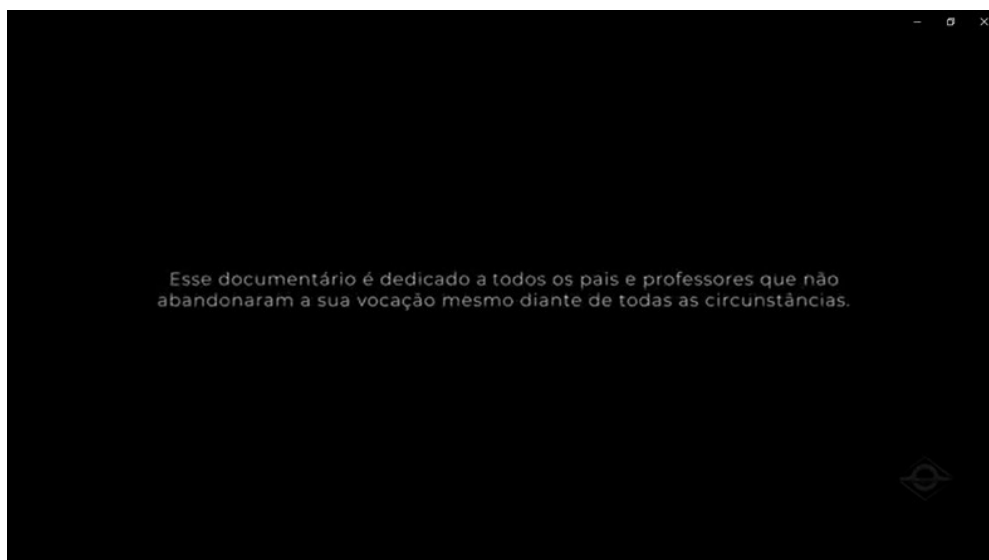 Esse documentário é dedicado a todos os pais e professores que não
abandonaram a sua vocação mesmo diante de todas as circunstâncias.